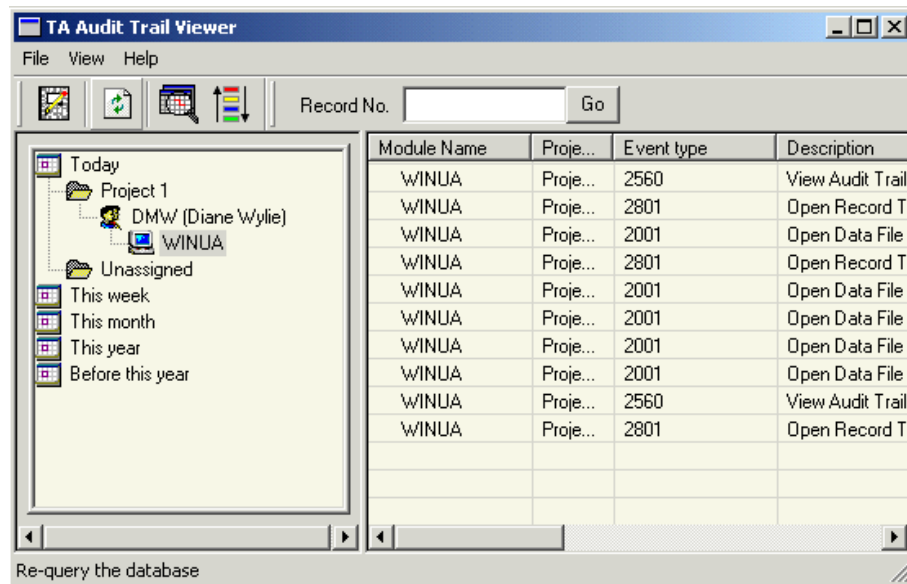 TA Audit Trail Viewer
File View Help
Record No. Go
Today
Project 1
DMW (Diane Wylie)
WINUA
Unassigned
This week
This month
This year
Before this year
Module Name Proje... Event type Description
WINUA Proje... 2560 View Audit Trail
WINUA Proje... 2801 Open Record T
WINUA Proje... 2001 Open Data File
WINUA Proje... 2801 Open Record T
WINUA Proje... 2001 Open Data File
WINUA Proje... 2001 Open Data File
WINUA Proje... 2001 Open Data File
WINUA Proje... 2001 Open Data File
WINUA Proje... 2560 View Audit Trail
WINUA Proje... 2801 Open Record T
Re-query the database